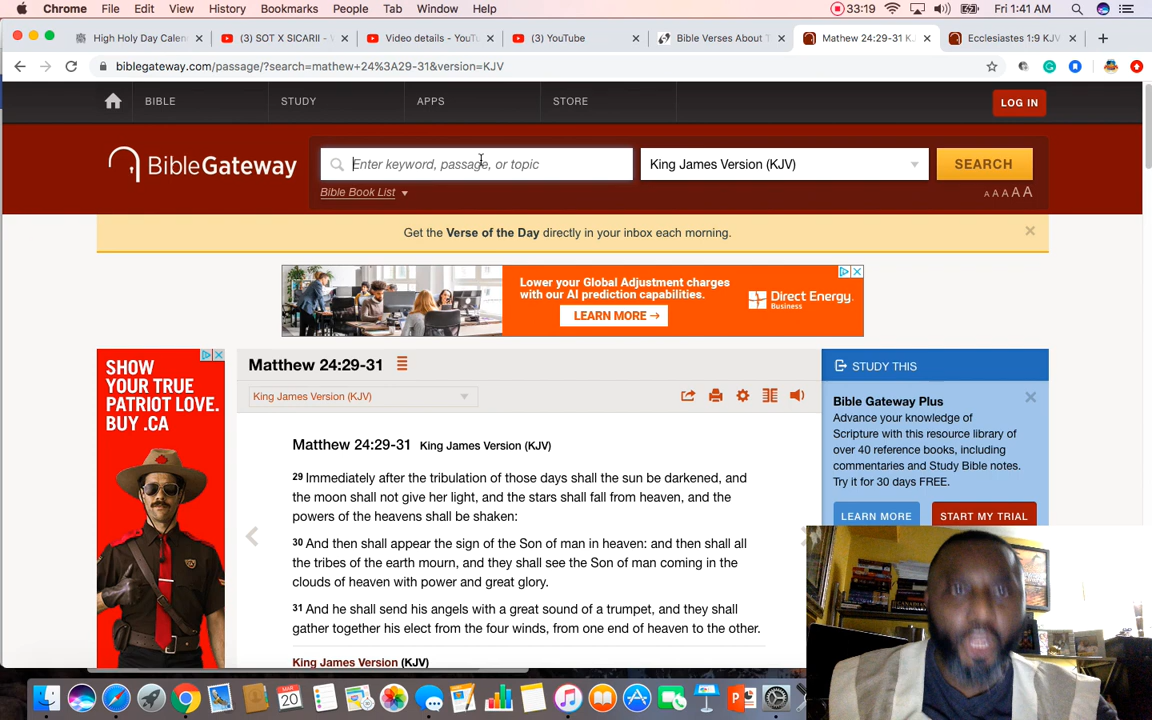 Chrome File Edit View History Bookmarks People Tab Window Help 33:19 Fri 1:41 AM
High Holy Day Calen (3) SOT X SICARII - Video details - YouTu (3) YouTube Bible Verses About T Mathew 24:29-31 K Ecclesiastes 1:9 KJV
biblegateway.com/passage/?search=mathew+24%3A29-31&version=KJV
BIBLE STUDY APPS STORE LOG IN
BibleGateway Enter keyword, passage, or topic King James Version (KJV) SEARCH
Bible Book List A A A A A
Get the Verse of the Day directly in your inbox each morning.
Lower your Global Adjustment charges
with our AI prediction capabilities.
LEARN MORE →
Direct Energy.
Business
SHOW
YOUR TRUE
PATRIOT LOVE.
BUY .CA
Matthew 24:29-31
King James Version (KJV)
Matthew 24:29-31 King James Version (KJV)
29 Immediately after the tribulation of those days shall the sun be darkened, and
the moon shall not give her light, and the stars shall fall from heaven, and the
powers of the heavens shall be shaken:
30 And then shall appear the sign of the Son of man in heaven: and then shall all
the tribes of the earth mourn, and they shall see the Son of man coming in the
clouds of heaven with power and great glory.
31 And he shall send his angels with a great sound of a trumpet, and they shall
gather together his elect from the four winds, from one end of heaven to the other.
King James Version (KJV)
STUDY THIS
Bible Gateway Plus
Advance your knowledge of
Scripture with this resource library of
over 40 reference books, including
commentaries and Study Bible notes.
Try it for 30 days FREE.
LEARN MORE START MY TRIAL
MAR
20